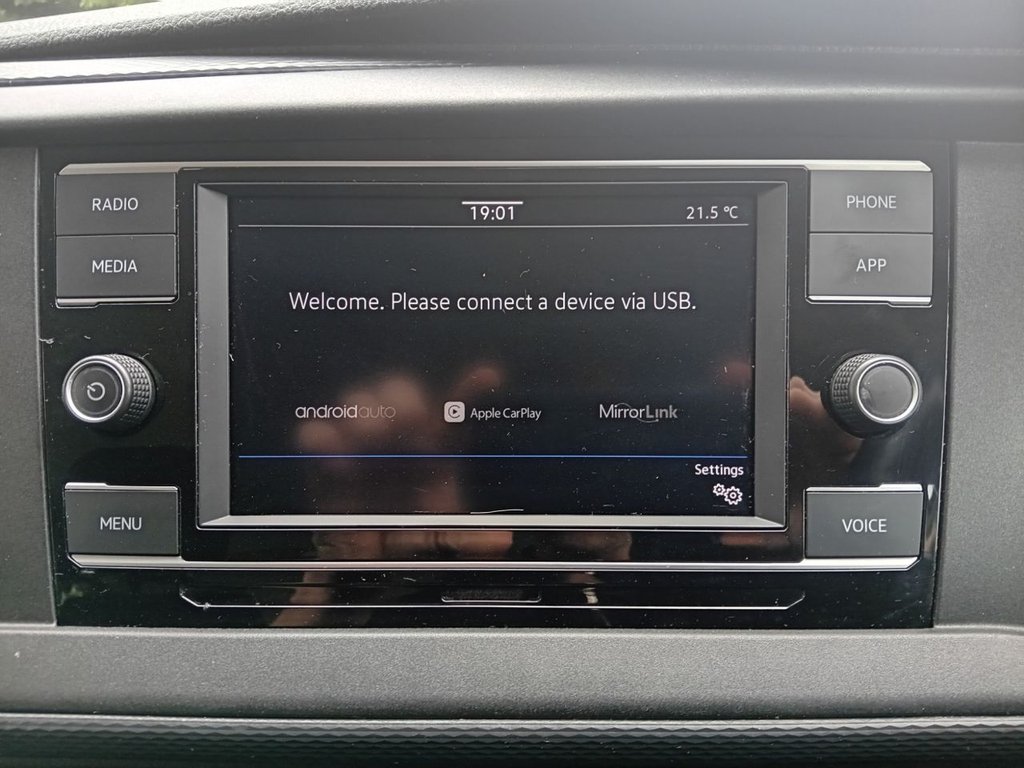 RADIO
MEDIA
19:01
21.5 °C
PHONE
APP
Welcome. Please connect a device via USB.
androidauto
Apple CarPlay
MirrorLink
Settings
MENU
VOICE